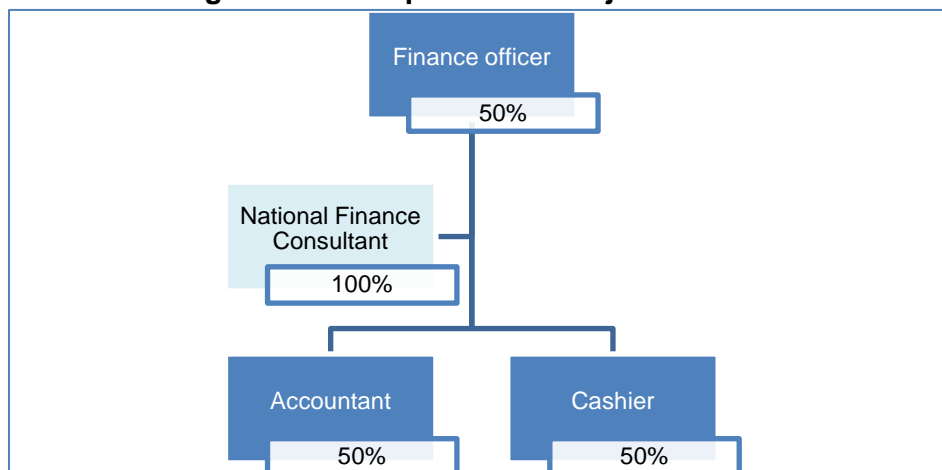 Finance officer
50%
National Finance
Consultant
100%
Accountant
Cashier
50%
50%